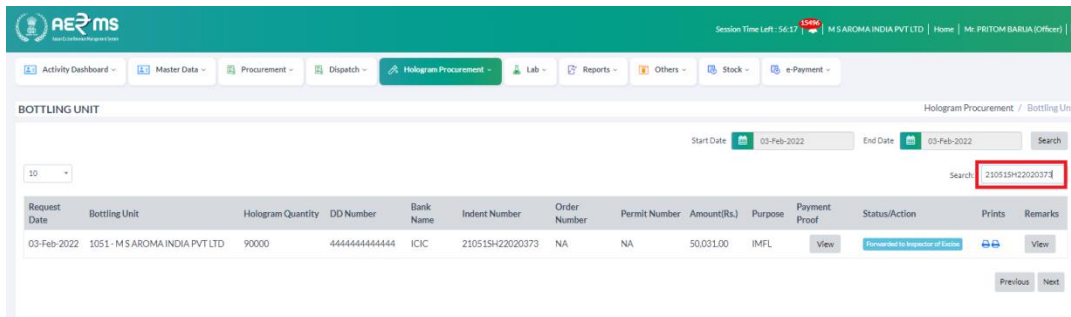 AERMS
Session Time Left : 56:17 15496 | M S AROMA INDIA PVT LTD | Home | Mr. PRITOM BARUA (Officer) |
Activity Dashboard Master Data Procurement Dispatch Hologram Procurement Lab Reports Others Stock e-Payment
BOTTLING UNIT Hologram Procurement / Bottling Un
Start Date 03-Feb-2022 End Date 03-Feb-2022 Search
10 Search: 21051SH22020373
Request Date Bottling Unit Hologram Quantity DD Number Bank Name Indent Number Order Number Permit Number Amount(Rs.) Purpose Payment Proof Status/Action Prints Remarks
03-Feb-2022 1051 - M S AROMA INDIA PVT LTD 90000 4444444444444 ICIC 21051SH22020373 NA NA 50,031.00 IMFL View Forwarded to Inspector of Excise View
Previous Next